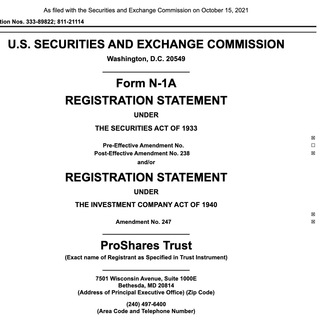 As filed with the Securities and Exchange Commission on October 15, 2021
tion Nos. 333-89822; 811-21114
U.S. SECURITIES AND EXCHANGE COMMISSION
Washington, D.C. 20549
Form N-1A
REGISTRATION STATEMENT
UNDER
THE SECURITIES ACT OF 1933
☒
Pre-Effective Amendment No. ☐
Post-Effective Amendment No. 238 ☒
and/or
REGISTRATION STATEMENT
UNDER
THE INVESTMENT COMPANY ACT OF 1940
☒
Amendment No. 247 ☒
ProShares Trust
(Exact name of Registrant as Specified in Trust Instrument)
7501 Wisconsin Avenue, Suite 1000E
Bethesda, MD 20814
(Address of Principal Executive Office) (Zip Code)
(240) 497-6400
(Area Code and Telephone Number)